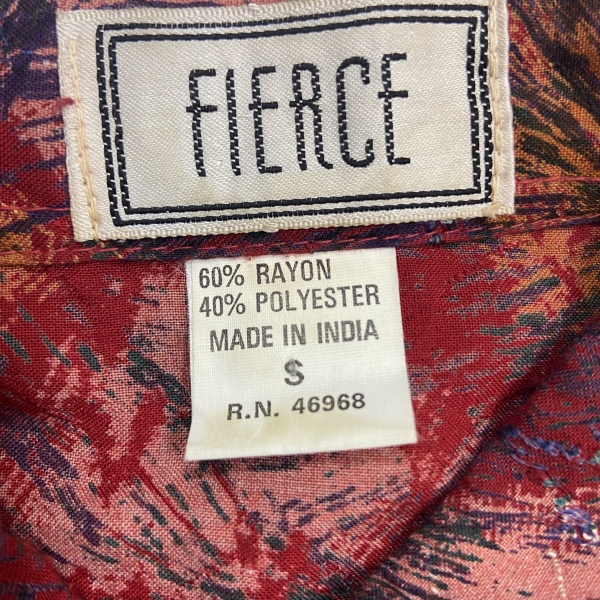 FIERCE
60% RAYON
40% POLYESTER
MADE IN INDIA
S
R.N. 46968